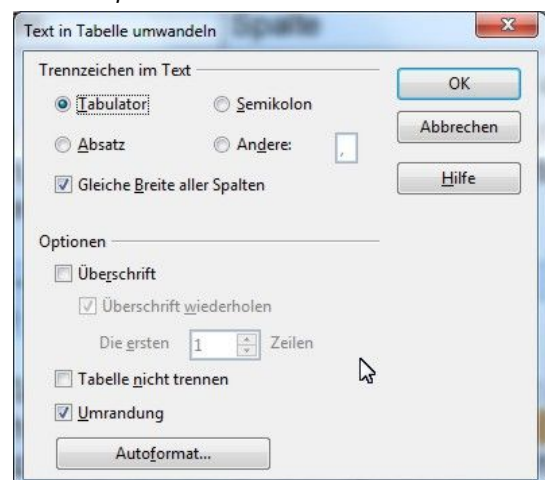 Text in Tabelle umwandeln
Trennzeichen im Text
Tabulator
Semikolon
Absatz
Andere: ,
Gleiche Breite aller Spalten
OK
Abbrechen
Hilfe
Optionen
Überschrift
Überschrift wiederholen
Die ersten 1 Zeilen
Tabelle nicht trennen
Umrandung
Autoformat...